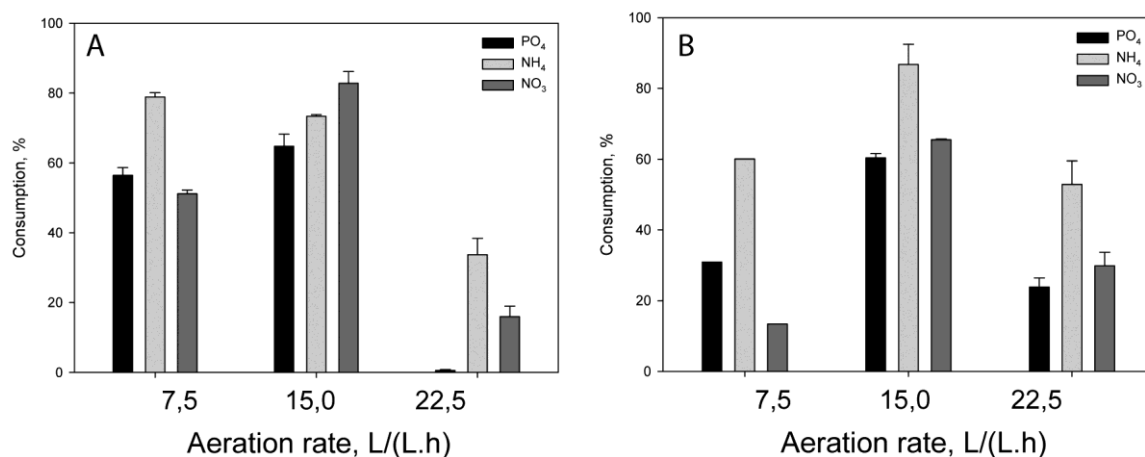 A
PO4
NH4
NO3
Consumption, %
100
80
60
40
20
0
7,5 15,0 22,5
Aeration rate, L/(L.h)
B
PO4
NH4
NO3
Consumption, %
100
80
60
40
20
0
7,5 15,0 22,5
Aeration rate, L/(L.h)